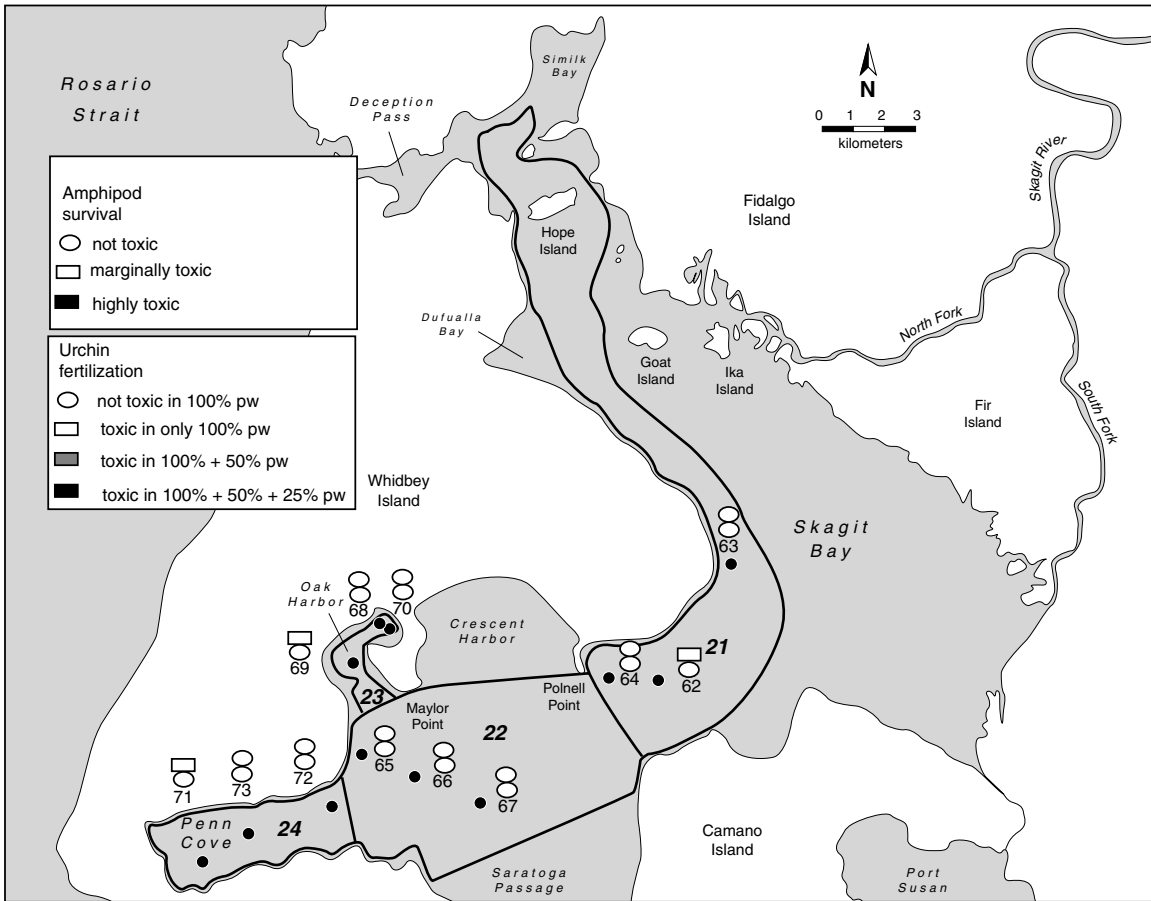 Rosario
Strait
Similk
Bay
Deception
Pass
N
0 1 2 3
kilometers
Skagit River
Amphipod
survival
not toxic
marginally toxic
highly toxic
Fidalgo
Island
Hope
Island
Dufualla
Bay
North Fork
Goat
Island
Ika
Island
South Fork
Urchin
fertilization
not toxic in 100% pw
toxic in only 100% pw
toxic in 100% + 50% pw
toxic in 100% + 50% + 25% pw
Fir
Island
Whidbey
Island
Skagit
Bay
63
Oak
Harbor
68
70
Crescent
Harbor
69
21
64
62
23
Polnell
Point
Maylor
Point
22
65
66
67
72
73
71
Penn
Cove
24
Camano
Island
Saratoga
Passage
Port
Susan